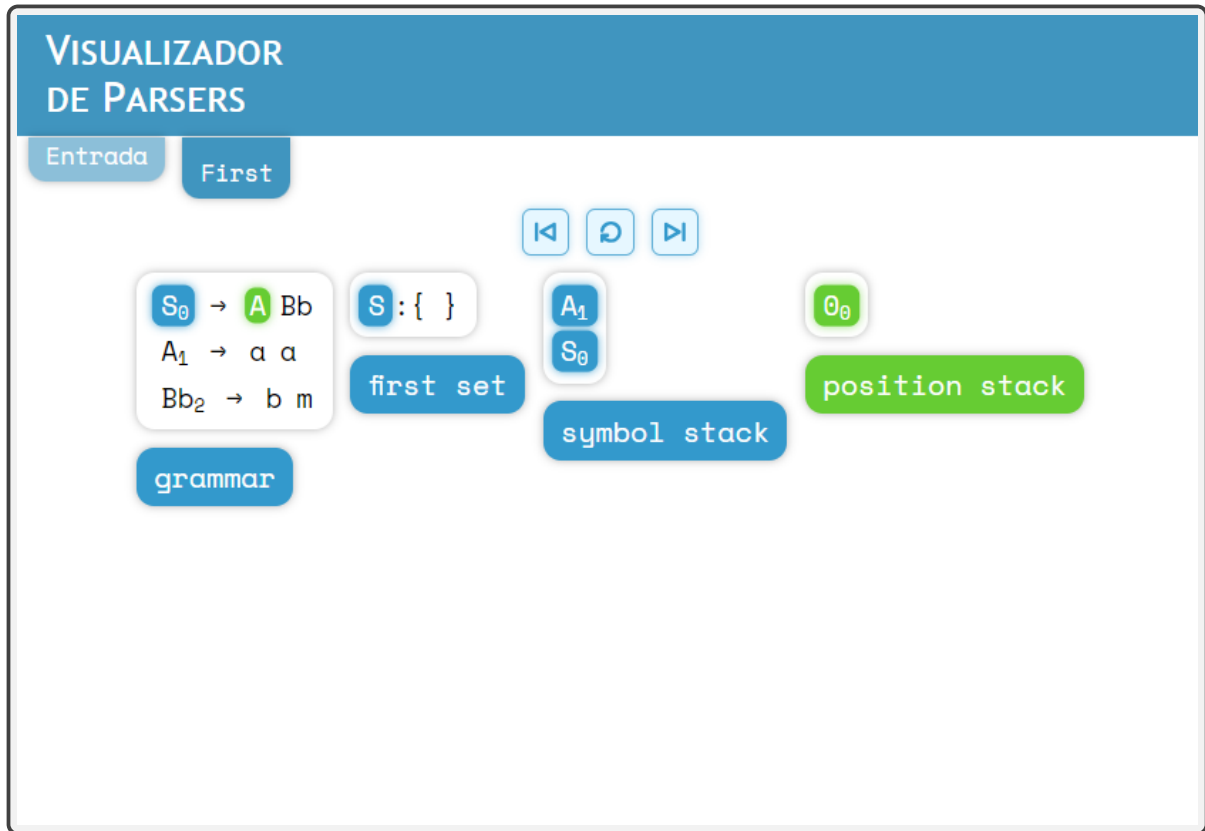 VISUALIZADOR
DE PARSERS
Entrada
First
S₀ → A Bb
A₁ → a a
Bb₂ → b m
grammar
S:{ }
first set
A₁
S₀
symbol stack
0₀
position stack